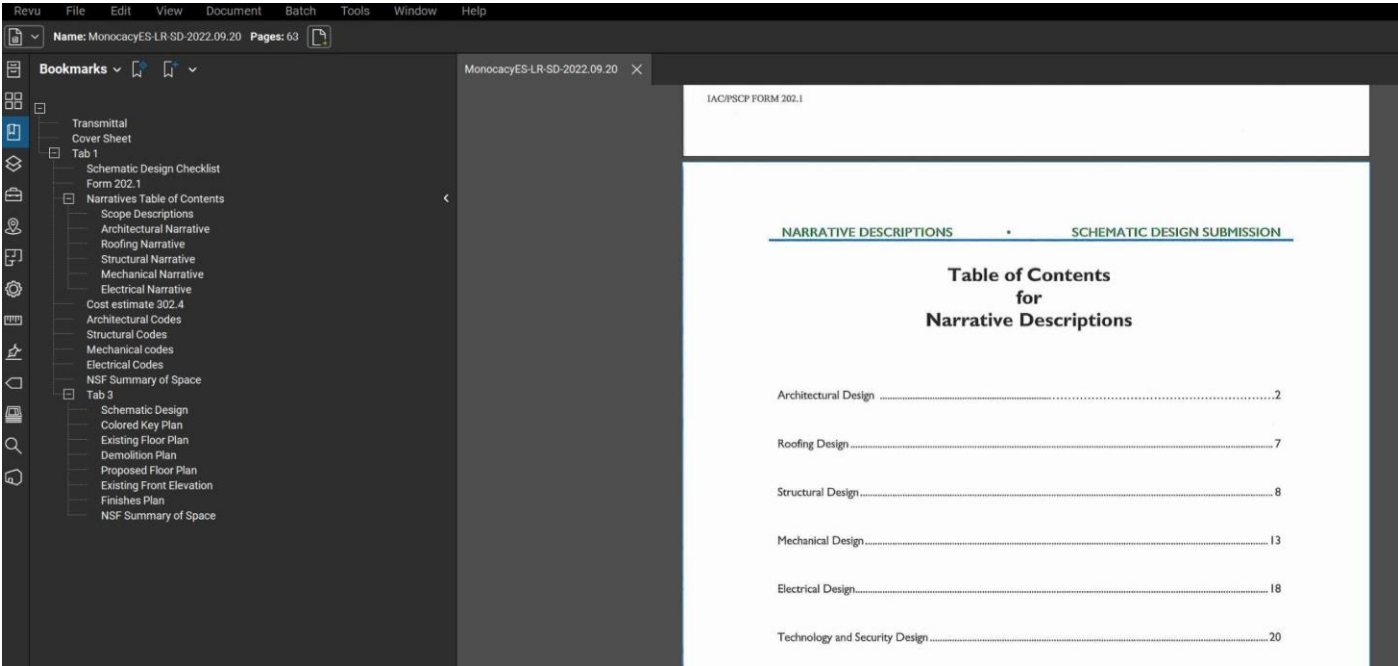 Revu File Edit View Document Batch Tools Window Help
Name: MonocacyES-LR-SD-2022.09.20 Pages: 63
Bookmarks
Transmittal
Cover Sheet
Tab 1
Schematic Design Checklist
Form 202.1
Narratives Table of Contents
Scope Descriptions
Architectural Narrative
Roofing Narrative
Structural Narrative
Mechanical Narrative
Electrical Narrative
Cost estimate 302.4
Architectural Codes
Structural Codes
Mechanical codes
Electrical Codes
NSF Summary of Space
Tab 3
Schematic Design
Colored Key Plan
Existing Floor Plan
Demolition Plan
Proposed Floor Plan
Existing Front Elevation
Finishes Plan
NSF Summary of Space
MonocacyES-LR-SD-2022.09.20
IAC/PSCP FORM 202.1
NARRATIVE DESCRIPTIONS • SCHEMATIC DESIGN SUBMISSION
Table of Contents
for
Narrative Descriptions
Architectural Design ........ 2
Roofing Design ........ 7
Structural Design ........ 8
Mechanical Design ........ 13
Electrical Design ........ 18
Technology and Security Design ........ 20